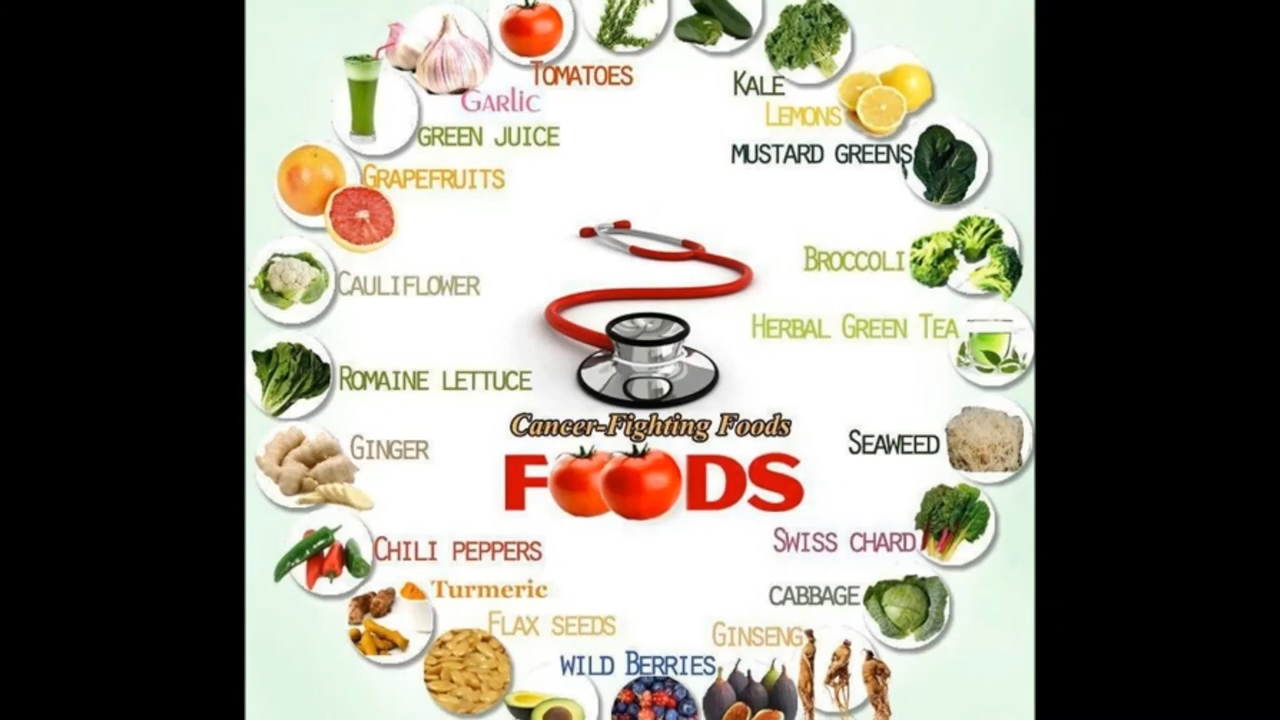 TOMATOES
GARlic
GREEN JUICE
GRAPEFRUITS
CAULIFLOWER
ROMAINE LETTUCE
GINGER
CHILI PEPPERS
Turmeric
FLAX SEEDS
WILD BERRIES
KALE
LEMONS
MUSTARD GREENS
BROCCOLI
HERBAL GREEN TEA
SEAWEED
SWISS CHARD
CABBAGE
GINSENG
Cancer-Fighting Foods
FOODS